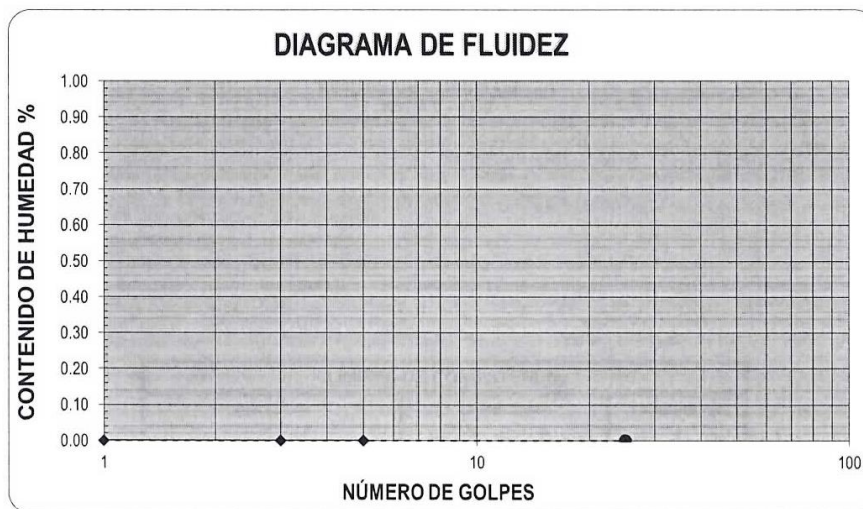 DIAGRAMA DE FLUIDEZ
CONTENIDO DE HUMEDAD %
1.00
0.90
0.80
0.70
0.60
0.50
0.40
0.30
0.20
0.10
0.00
1 10 100
NÚMERO DE GOLPES